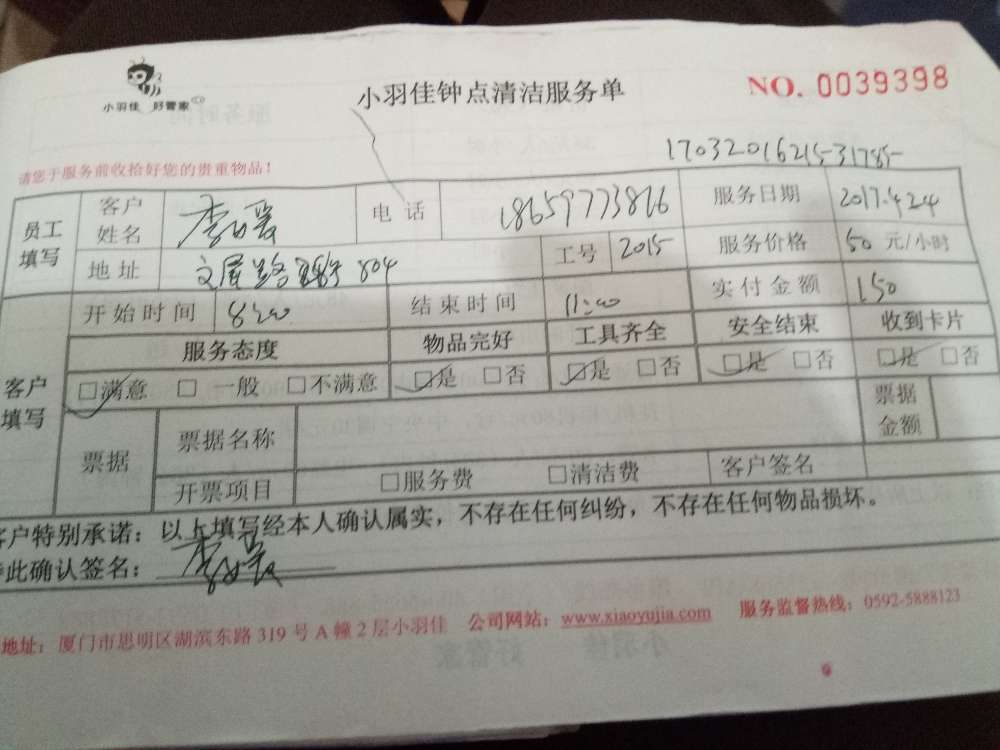 小羽佳 好管家
小羽佳钟点清洁服务单
NO. 0039398
17032016215-31785
请您于服务前收拾好您的贵重物品！
员工填写 客户姓名 李 电话 18659773866 服务日期 2017.4.24
地址 路 804 工号 2015 服务价格 50 元/小时
开始时间 8:00 结束时间 11:00 实付金额 150
客户填写 服务态度 物品完好 工具齐全 安全结束 收到卡片
□满意 □ 一般 □不满意 □是 □否 □是 □否 □是 □否 □是 □否
票据 票据名称 票据金额
开票项目 □服务费 □清洁费 客户签名
客户特别承诺：以上填写经本人确认属实，不存在任何纠纷，不存在任何物品损坏。
此确认签名：
地址：厦门市思明区湖滨东路 319 号 A 幢 2 层小羽佳 公司网站：www.xiaoyujia.com 服务监督热线：0592-5888123